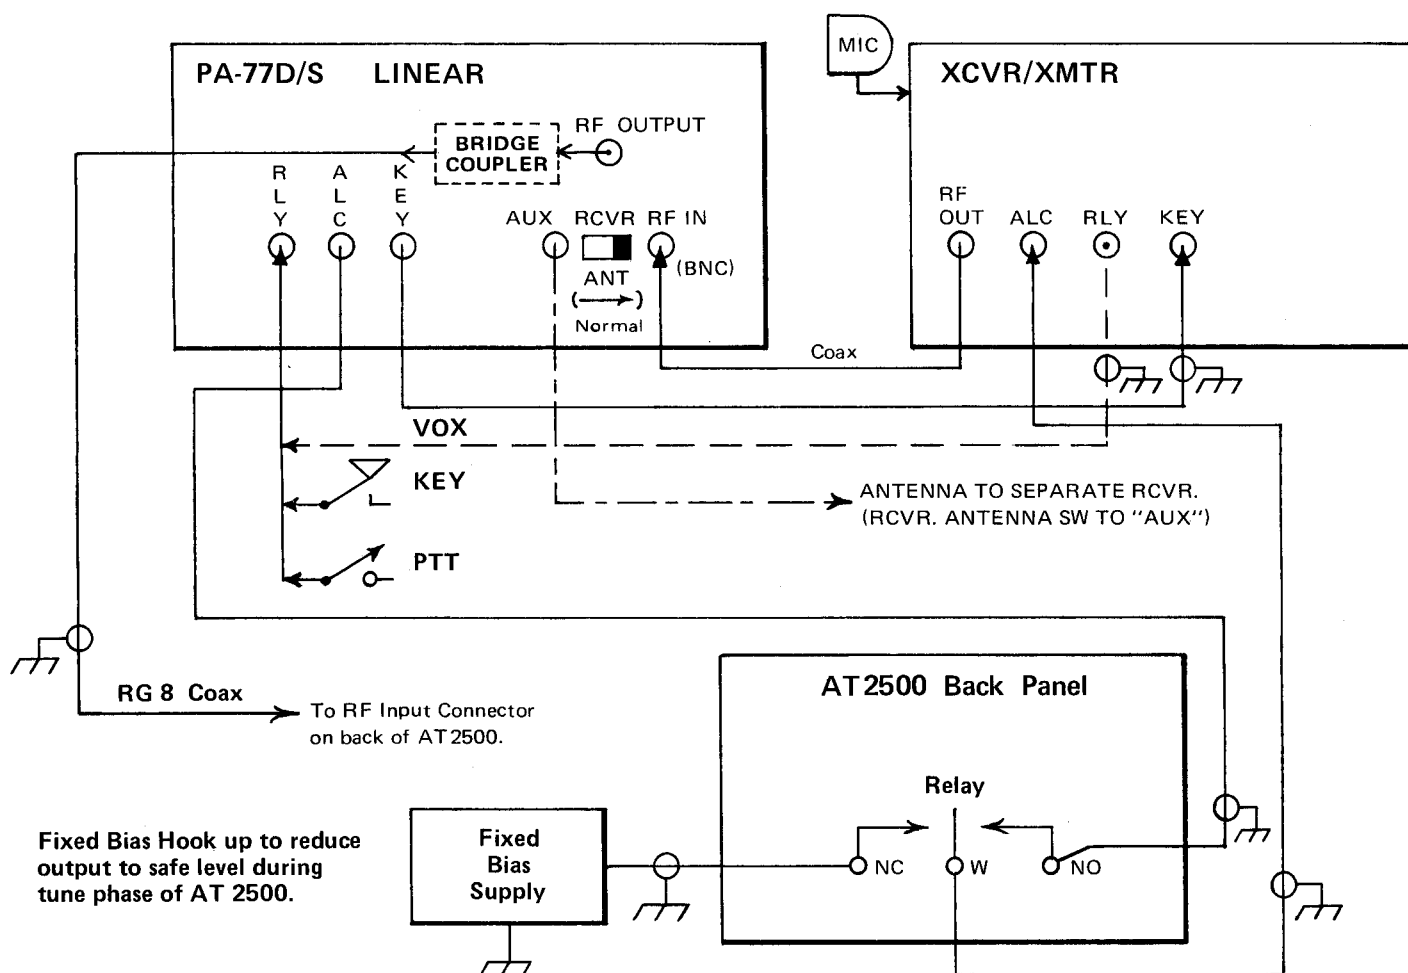 MIC
PA-77D/S LINEAR
XCVR/XMTR
RF OUTPUT
BRIDGE
COUPLER
RLY
ALC
KEY
AUX
RCVR
RF IN
(BNC)
ANT
( )
Normal
RF
OUT
ALC
RLY
KEY
Coax
VOX
KEY
PTT
ANTENNA TO SEPARATE RCVR.
(RCVR. ANTENNA SW TO "AUX")
RG 8 Coax
To RF Input Connector
on back of AT2500.
AT2500 Back Panel
Relay
NC
W
NO
Fixed
Bias
Supply
Fixed Bias Hook up to reduce
output to safe level during
tune phase of AT 2500.